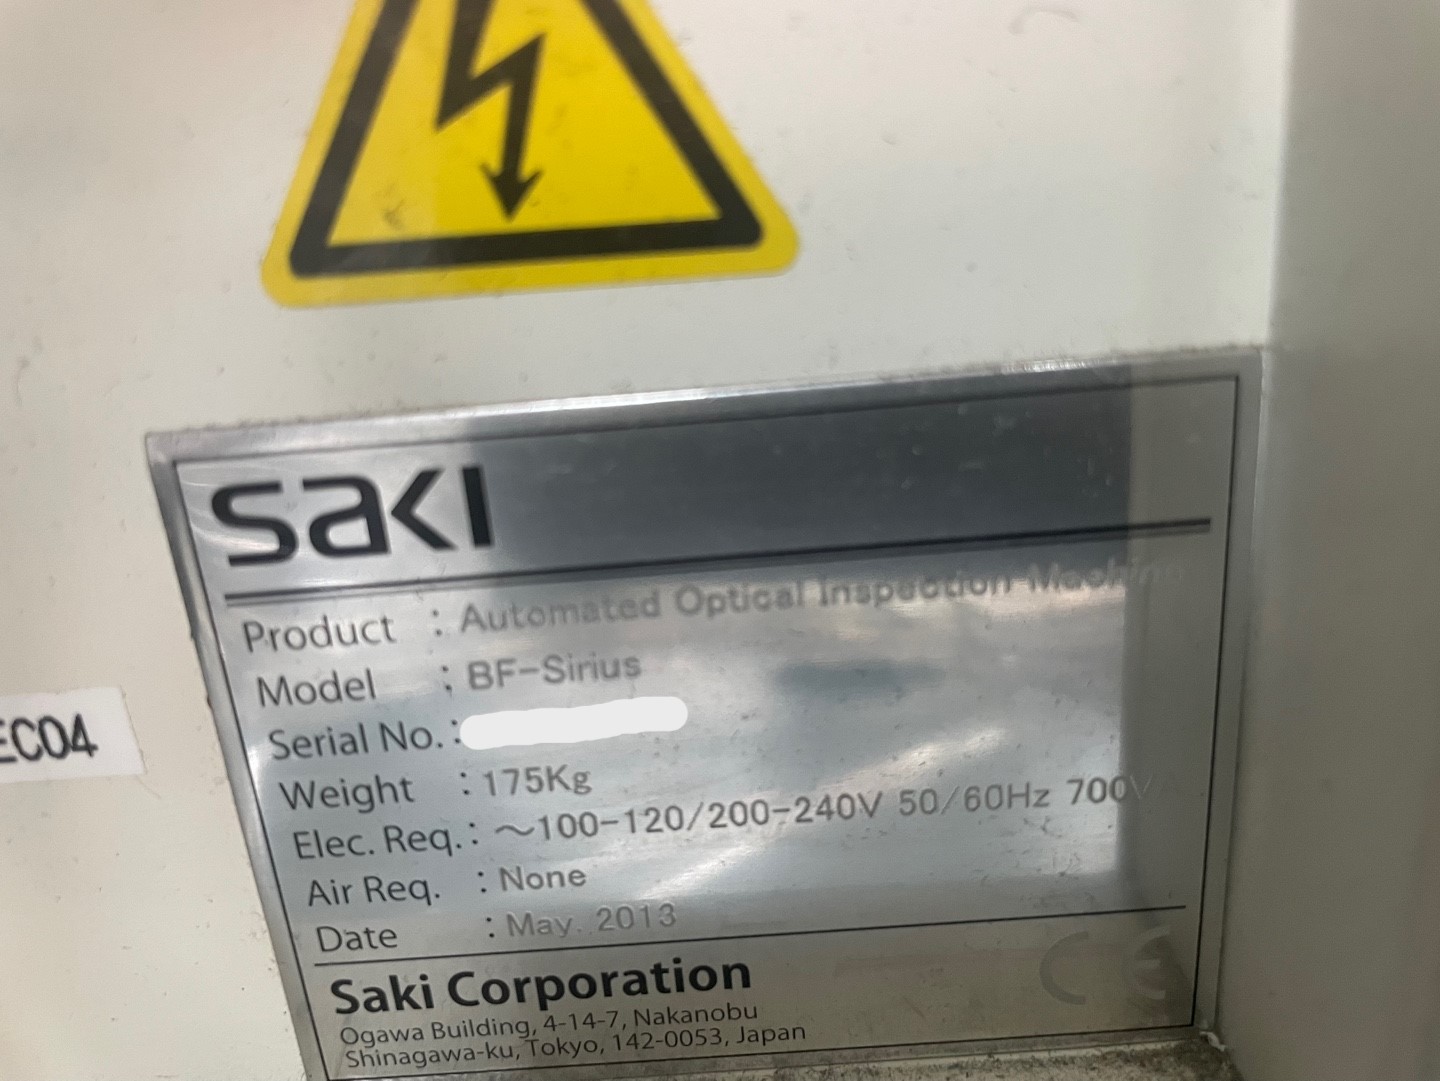 SAKI
Product : Automated Optical Inspection Machine
Model : BF-Sirius
EC04
Serial No. :
Weight : 175Kg
Elec. Req. : ～100-120/200-240V 50/60Hz 700V
Air Req. : None
Date : May. 2013
Saki Corporation
CE
Ogawa Building, 4-14-7, Nakanobu
Shinagawa-ku, Tokyo, 142-0053, Japan